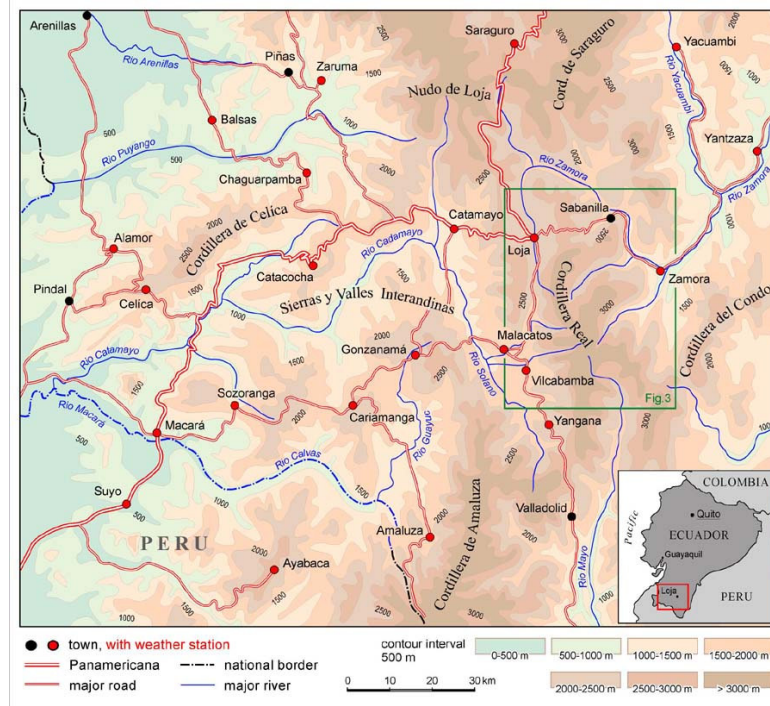 Arenillas
Rio Arenillas
Piñas
Zaruma
Balsas
Rio Puyango
Chaguarpamba
Saraguro
Cord. de Saraguro
Nudo de Loja
Yacuambi
Rio Yacuambi
Yantzaza
Rio Zamora
Rio Zamora
Sabanilla
Alamor
Cordillera de Celica
Catamayo
Loja
Zamora
Pindal
Celica
Catacocha
Rio Cadamayo
Sierras y Valles Interandinas
Cordillera Real
Cordillera del Condo
Gonzanamá
Malacatos
Vilcabamba
Fig.3
Rio Catamayo
Rio Solano
Rio Macará
Sozoranga
Cariamanga
Macará
Yangana
Rio Calvas
Suyo
Valladolid
PERU
Amaluza
Cordillera de Amaluza
Ayabaca
Rio Mayo
COLOMBIA
Pacific
Quito
ECUADOR
Guayaquil
Loja
PERU
town, with weather station
Panamericana
major road
national border
major river
contour interval
500 m
0-500 m
500-1000 m
1000-1500 m
1500-2000 m
2000-2500 m
2500-3000 m
> 3000 m
0 10 20 30 km